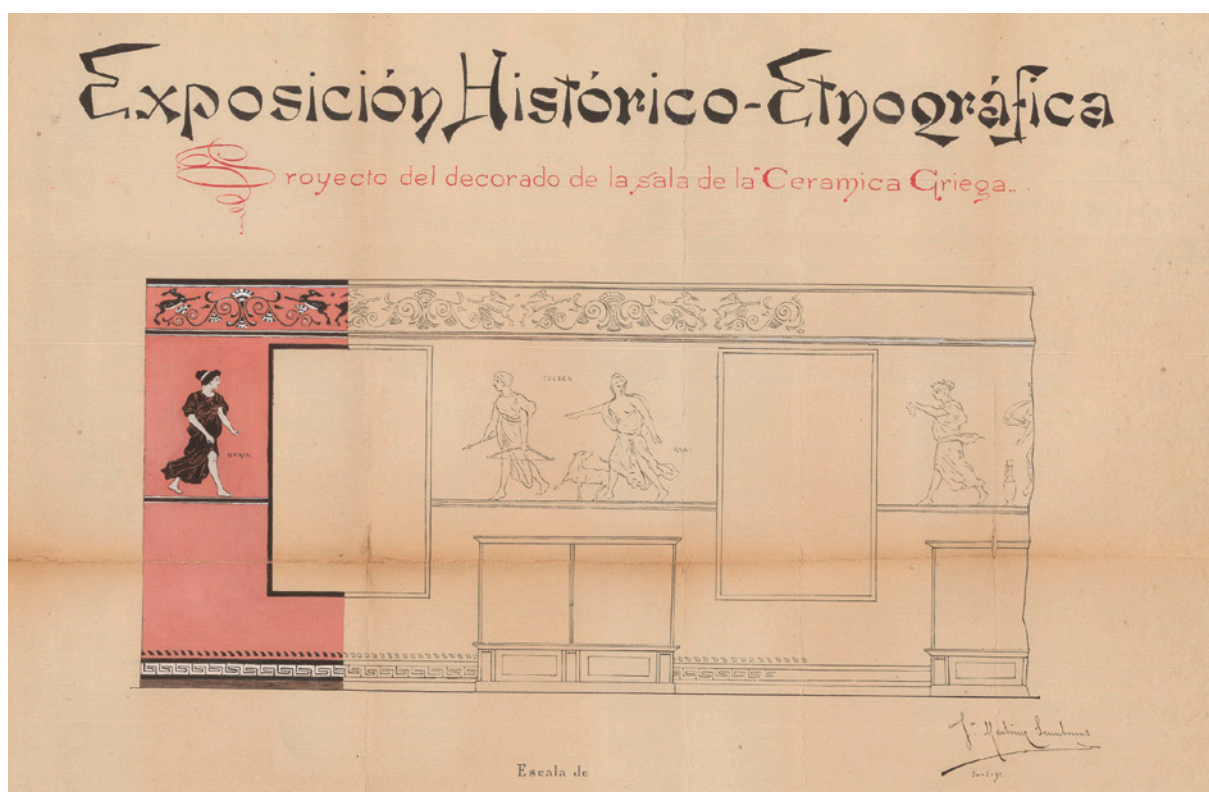 Exposición Histórico-Etnográfica
Proyecto del decorado de la sala de la "Ceramica Griega..
Escala de